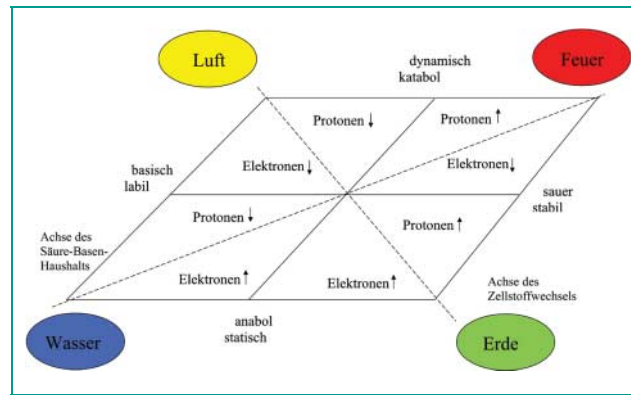 Luft
dynamisch
katabol
Feuer
Protonen ↓
Protonen ↑
basisch
labil
Elektronen ↓
Elektronen ↓
sauer
stabil
Protonen ↓
Protonen ↑
Achse des
Säure-Basen-
Haushalts
Elektronen ↑
Elektronen ↑
Achse des
Zellstoffwechsels
anabol
statisch
Wasser
Erde